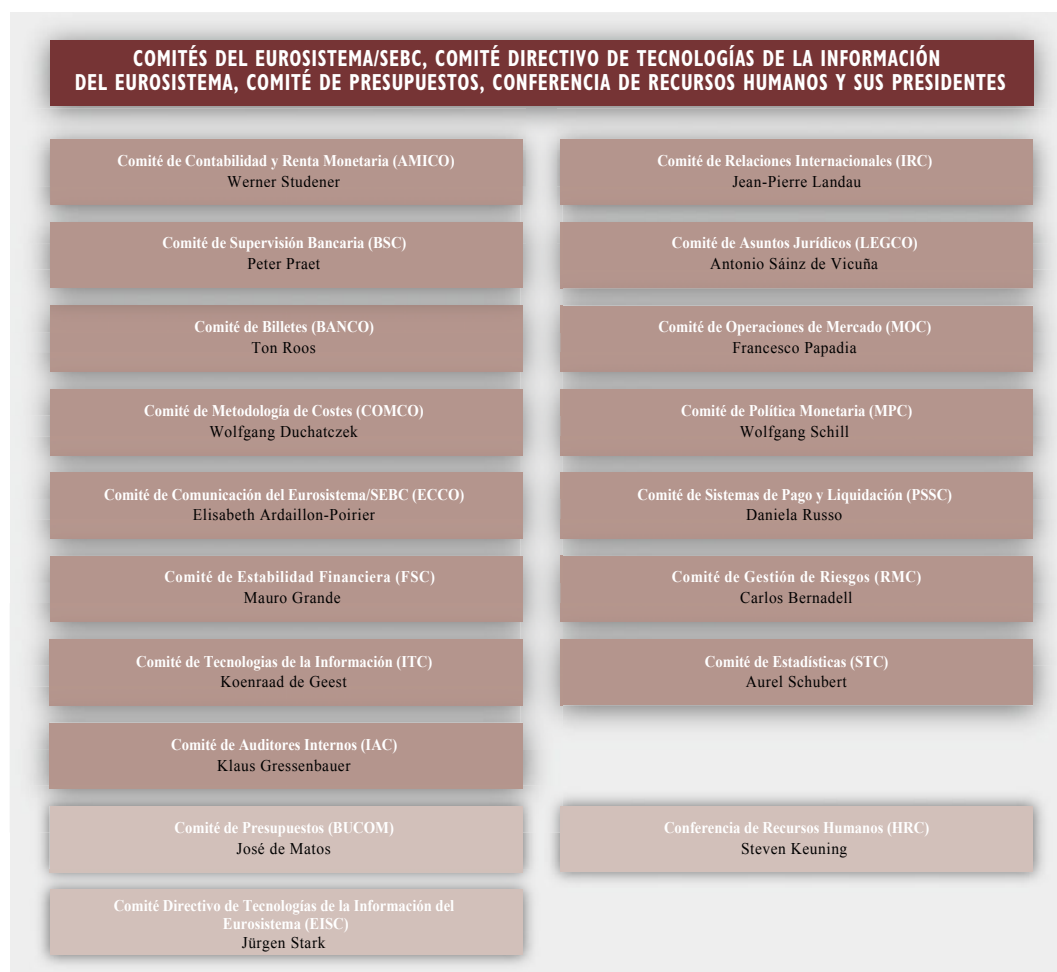 COMITÉS DEL EUROSISTEMA/SEBC, COMITÉ DIRECTIVO DE TECNOLOGÍAS DE LA INFORMACIÓN
DEL EUROSISTEMA, COMITÉ DE PRESUPUESTOS, CONFERENCIA DE RECURSOS HUMANOS Y SUS PRESIDENTES
Comité de Contabilidad y Renta Monetaria (AMICO)
Werner Studener
Comité de Supervisión Bancaria (BSC)
Peter Praet
Comité de Billetes (BANCO)
Ton Roos
Comité de Metodología de Costes (COMCO)
Wolfgang Duchatczek
Comité de Comunicación del Eurosistema/SEBC (ECCO)
Elisabeth Ardaillon-Poirier
Comité de Estabilidad Financiera (FSC)
Mauro Grande
Comité de Tecnologias de la Información (ITC)
Koenraad de Geest
Comité de Auditores Internos (IAC)
Klaus Gressenbauer
Comité de Presupuestos (BUCOM)
José de Matos
Comité Directivo de Tecnologías de la Información del
Eurosistema (EISC)
Jürgen Stark
Comité de Relaciones Internacionales (IRC)
Jean-Pierre Landau
Comité de Asuntos Jurídicos (LEGCO)
Antonio Sáinz de Vicuña
Comité de Operaciones de Mercado (MOC)
Francesco Papadia
Comité de Política Monetaria (MPC)
Wolfgang Schill
Comité de Sistemas de Pago y Liquidación (PSSC)
Daniela Russo
Comité de Gestión de Riesgos (RMC)
Carlos Bernadell
Comité de Estadísticas (STC)
Aurel Schubert
Conferencia de Recursos Humanos (HRC)
Steven Keuning